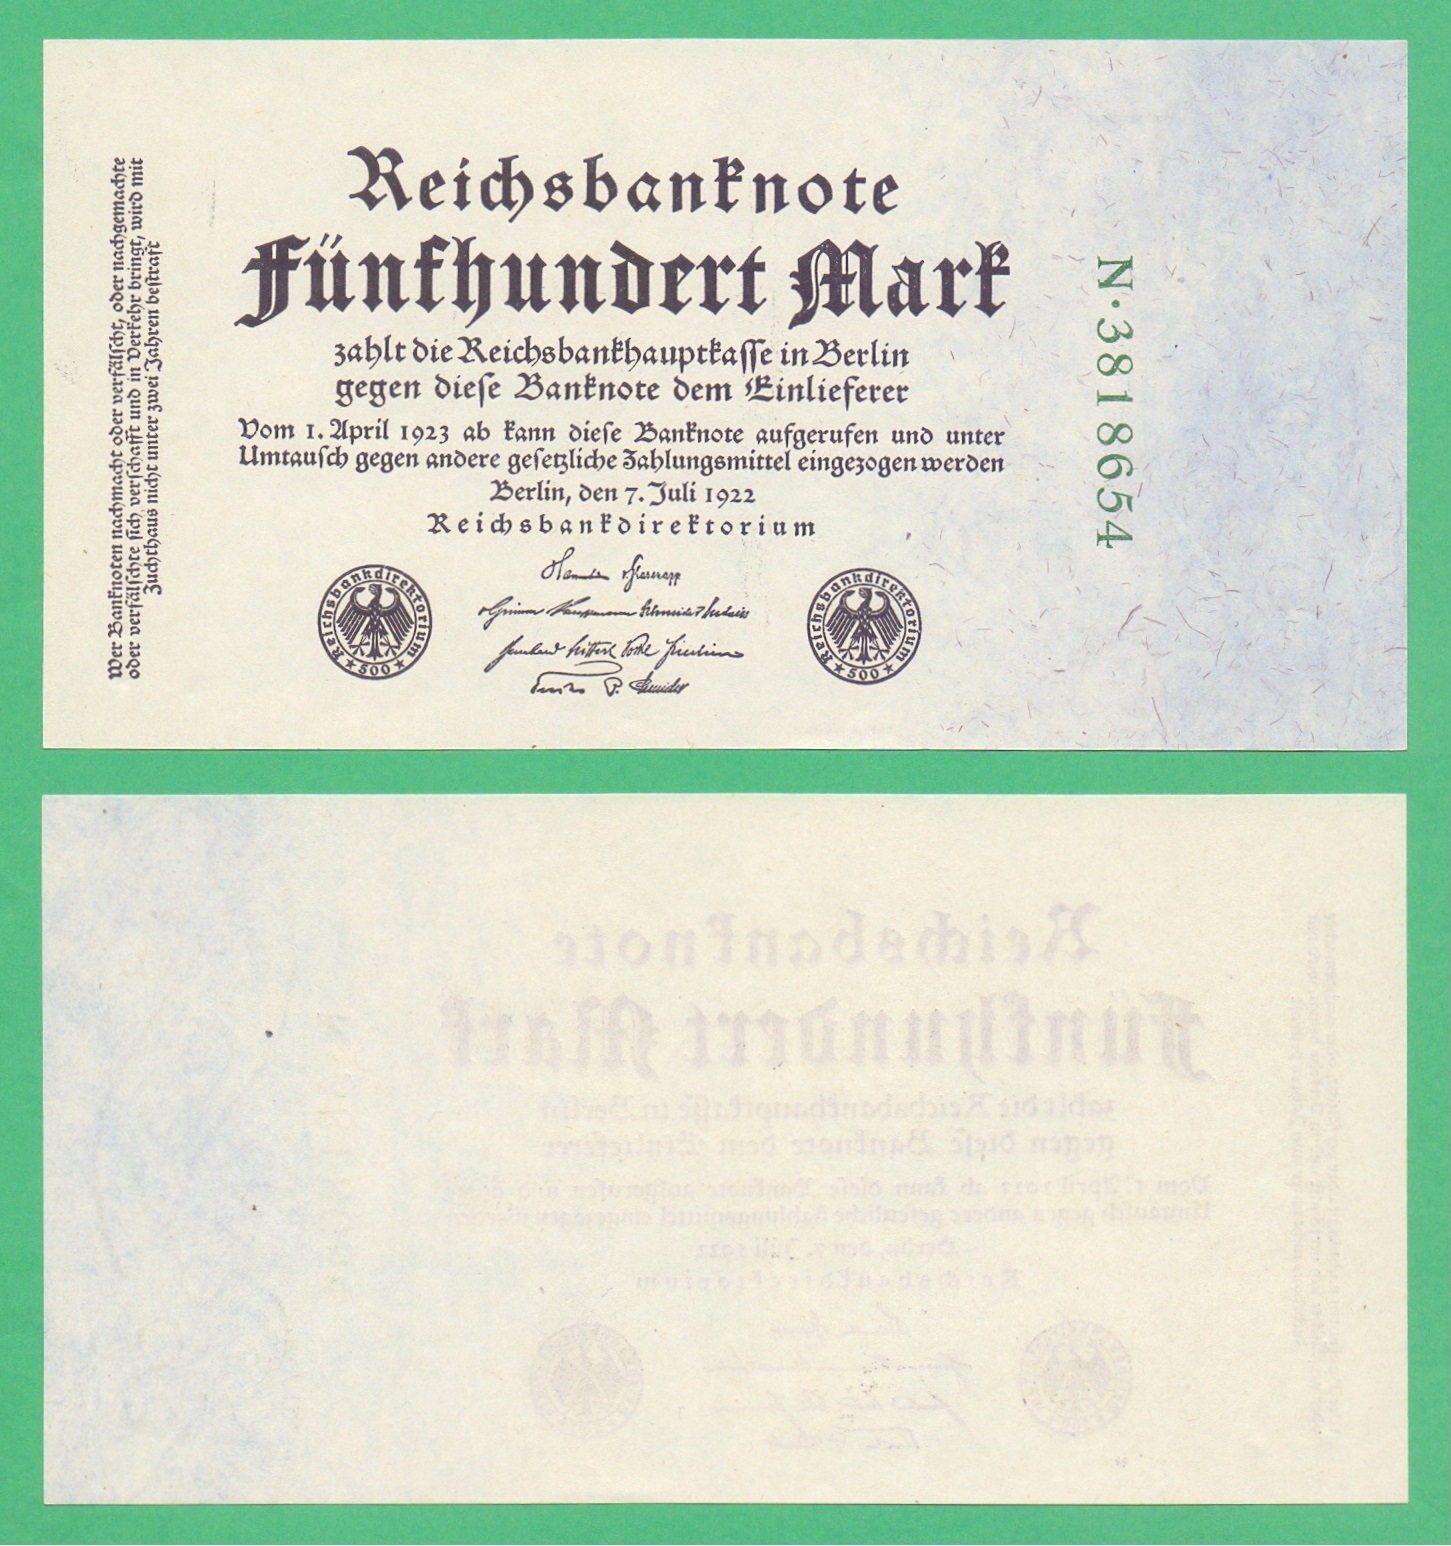 Reichsbanknote
Fünfhundert Mark
zahlt die Reichsbankhauptkasse in Berlin
gegen diese Banknote dem Einlieferer
Vom 1. April 1923 ab kann diese Banknote aufgerufen und unter
Umtausch gegen andere gesetzliche Zahlungsmittel eingezogen werden
Berlin, den 7. Juli 1922
Reichsbankdirektorium
Reichsbankdirektorium
★ 500 ★
Reichsbankdirektorium
★ 500 ★
Wer Banknoten nachmacht oder verfälscht, oder nachgemachte
oder verfälschte sich verschafft und in Verkehr bringt, wird mit
Zuchthaus nicht unter zwei Jahren bestraft
N·3818654